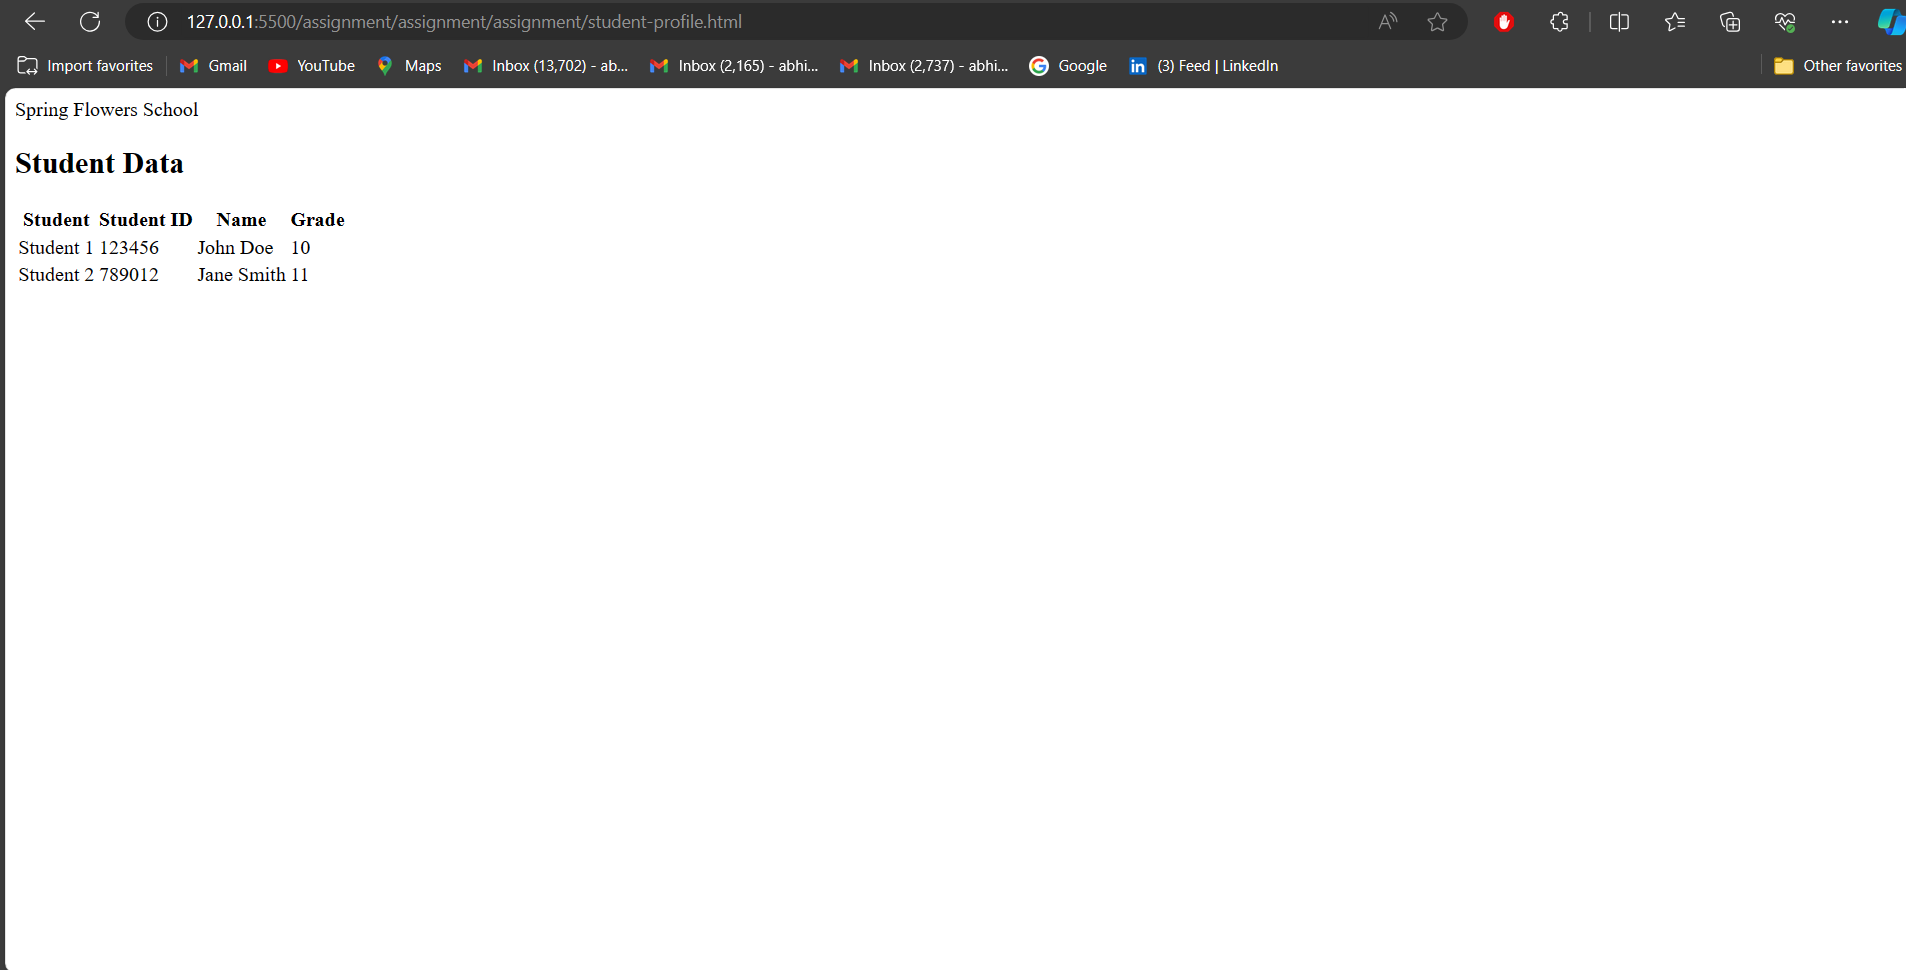 127.0.0.1:5500/assignment/assignment/assignment/student-profile.html
Import favorites Gmail YouTube Maps Inbox (13,702) - ab... Inbox (2,165) - abhi... Inbox (2,737) - abhi... Google (3) Feed | LinkedIn Other favorites
Spring Flowers School
Student Data
Student Student ID Name Grade
Student 1 123456 John Doe 10
Student 2 789012 Jane Smith 11